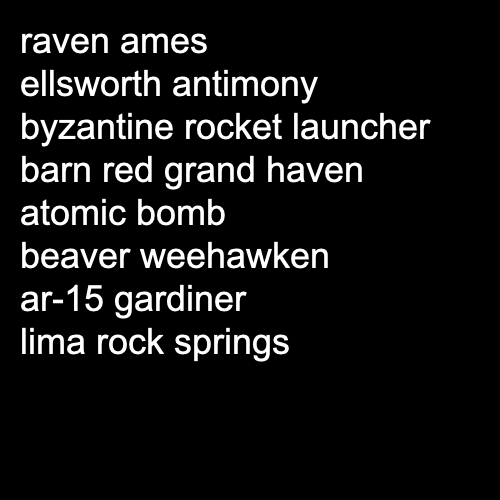 raven ames
ellsworth antimony
byzantine rocket launcher
barn red grand haven
atomic bomb
beaver weehawken
ar-15 gardiner
lima rock springs